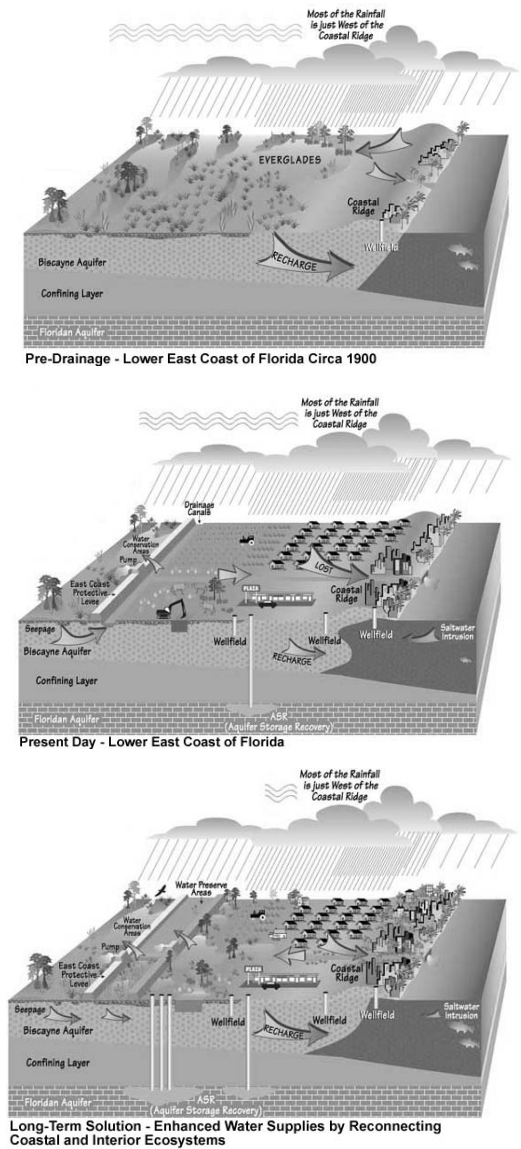 Most of the Rainfall
is just West of the
Coastal Ridge
EVERGLADES
Coastal
Ridge
Wellfield
RECHARGE
Biscayne Aquifer
Confining Layer
Floridan Aquifer
Pre-Drainage - Lower East Coast of Florida Circa 1900
Most of the Rainfall
is just West of the
Coastal Ridge
Drainage
Canals
Water
Conservation
Areas
Pump
LOST
East Coast
Protective
Levee
PLAZA
Coastal
Ridge
Seepage
Wellfield
Wellfield
Wellfield
Saltwater
Intrusion
Biscayne Aquifer
RECHARGE
Confining Layer
Floridan Aquifer
ASR
(Aquifer Storage Recovery)
Present Day - Lower East Coast of Florida
Most of the Rainfall
is just West of the
Coastal Ridge
Water Preserve
Areas
Water
Conservation
Areas
Pump
East Coast
Protective
Levee
PLAZA
Coastal
Ridge
Seepage
Wellfield
Wellfield
Wellfield
Saltwater
Intrusion
Biscayne Aquifer
RECHARGE
Confining Layer
Floridan Aquifer
ASR
(Aquifer Storage Recovery)
Long-Term Solution - Enhanced Water Supplies by Reconnecting
Coastal and Interior Ecosystems